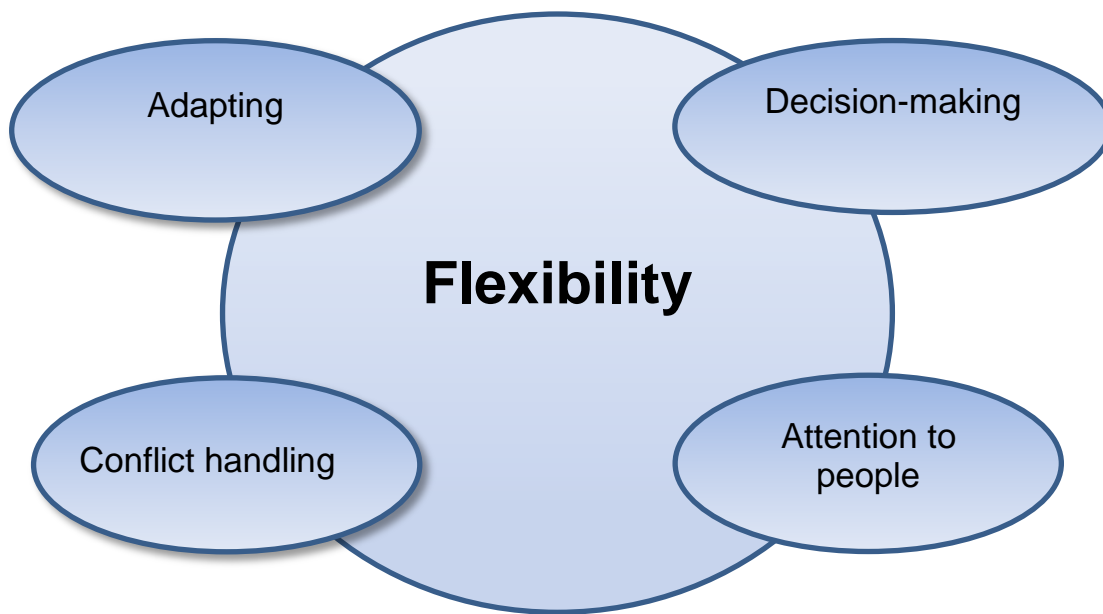 Adapting
Decision-making
Flexibility
Conflict handling
Attention to
people